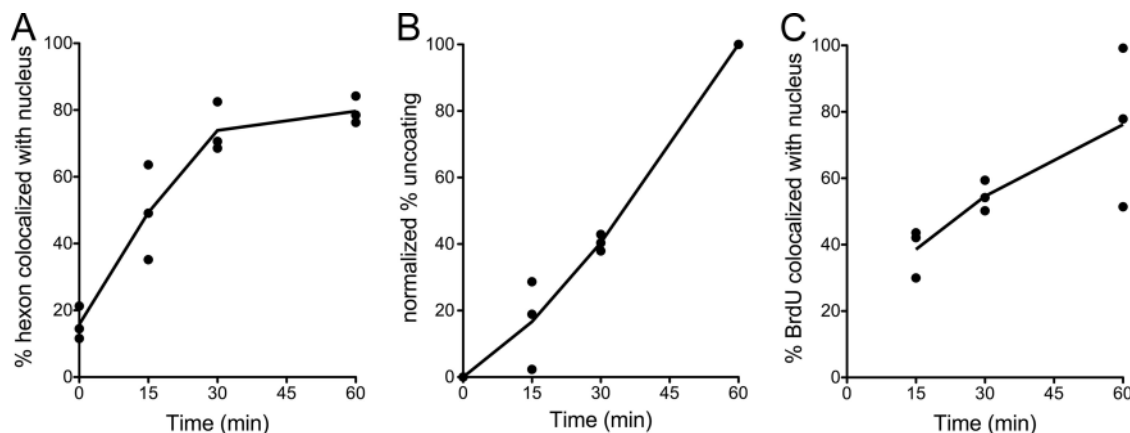 A
% hexon colocalized with nucleus
100
80
60
40
20
0
0 15 30 45 60
Time (min)
B
normalized % uncoating
100
80
60
40
20
0
0 15 30 45 60
Time (min)
C
% BrdU colocalized with nucleus
100
80
60
40
20
0
0 15 30 45 60
Time (min)